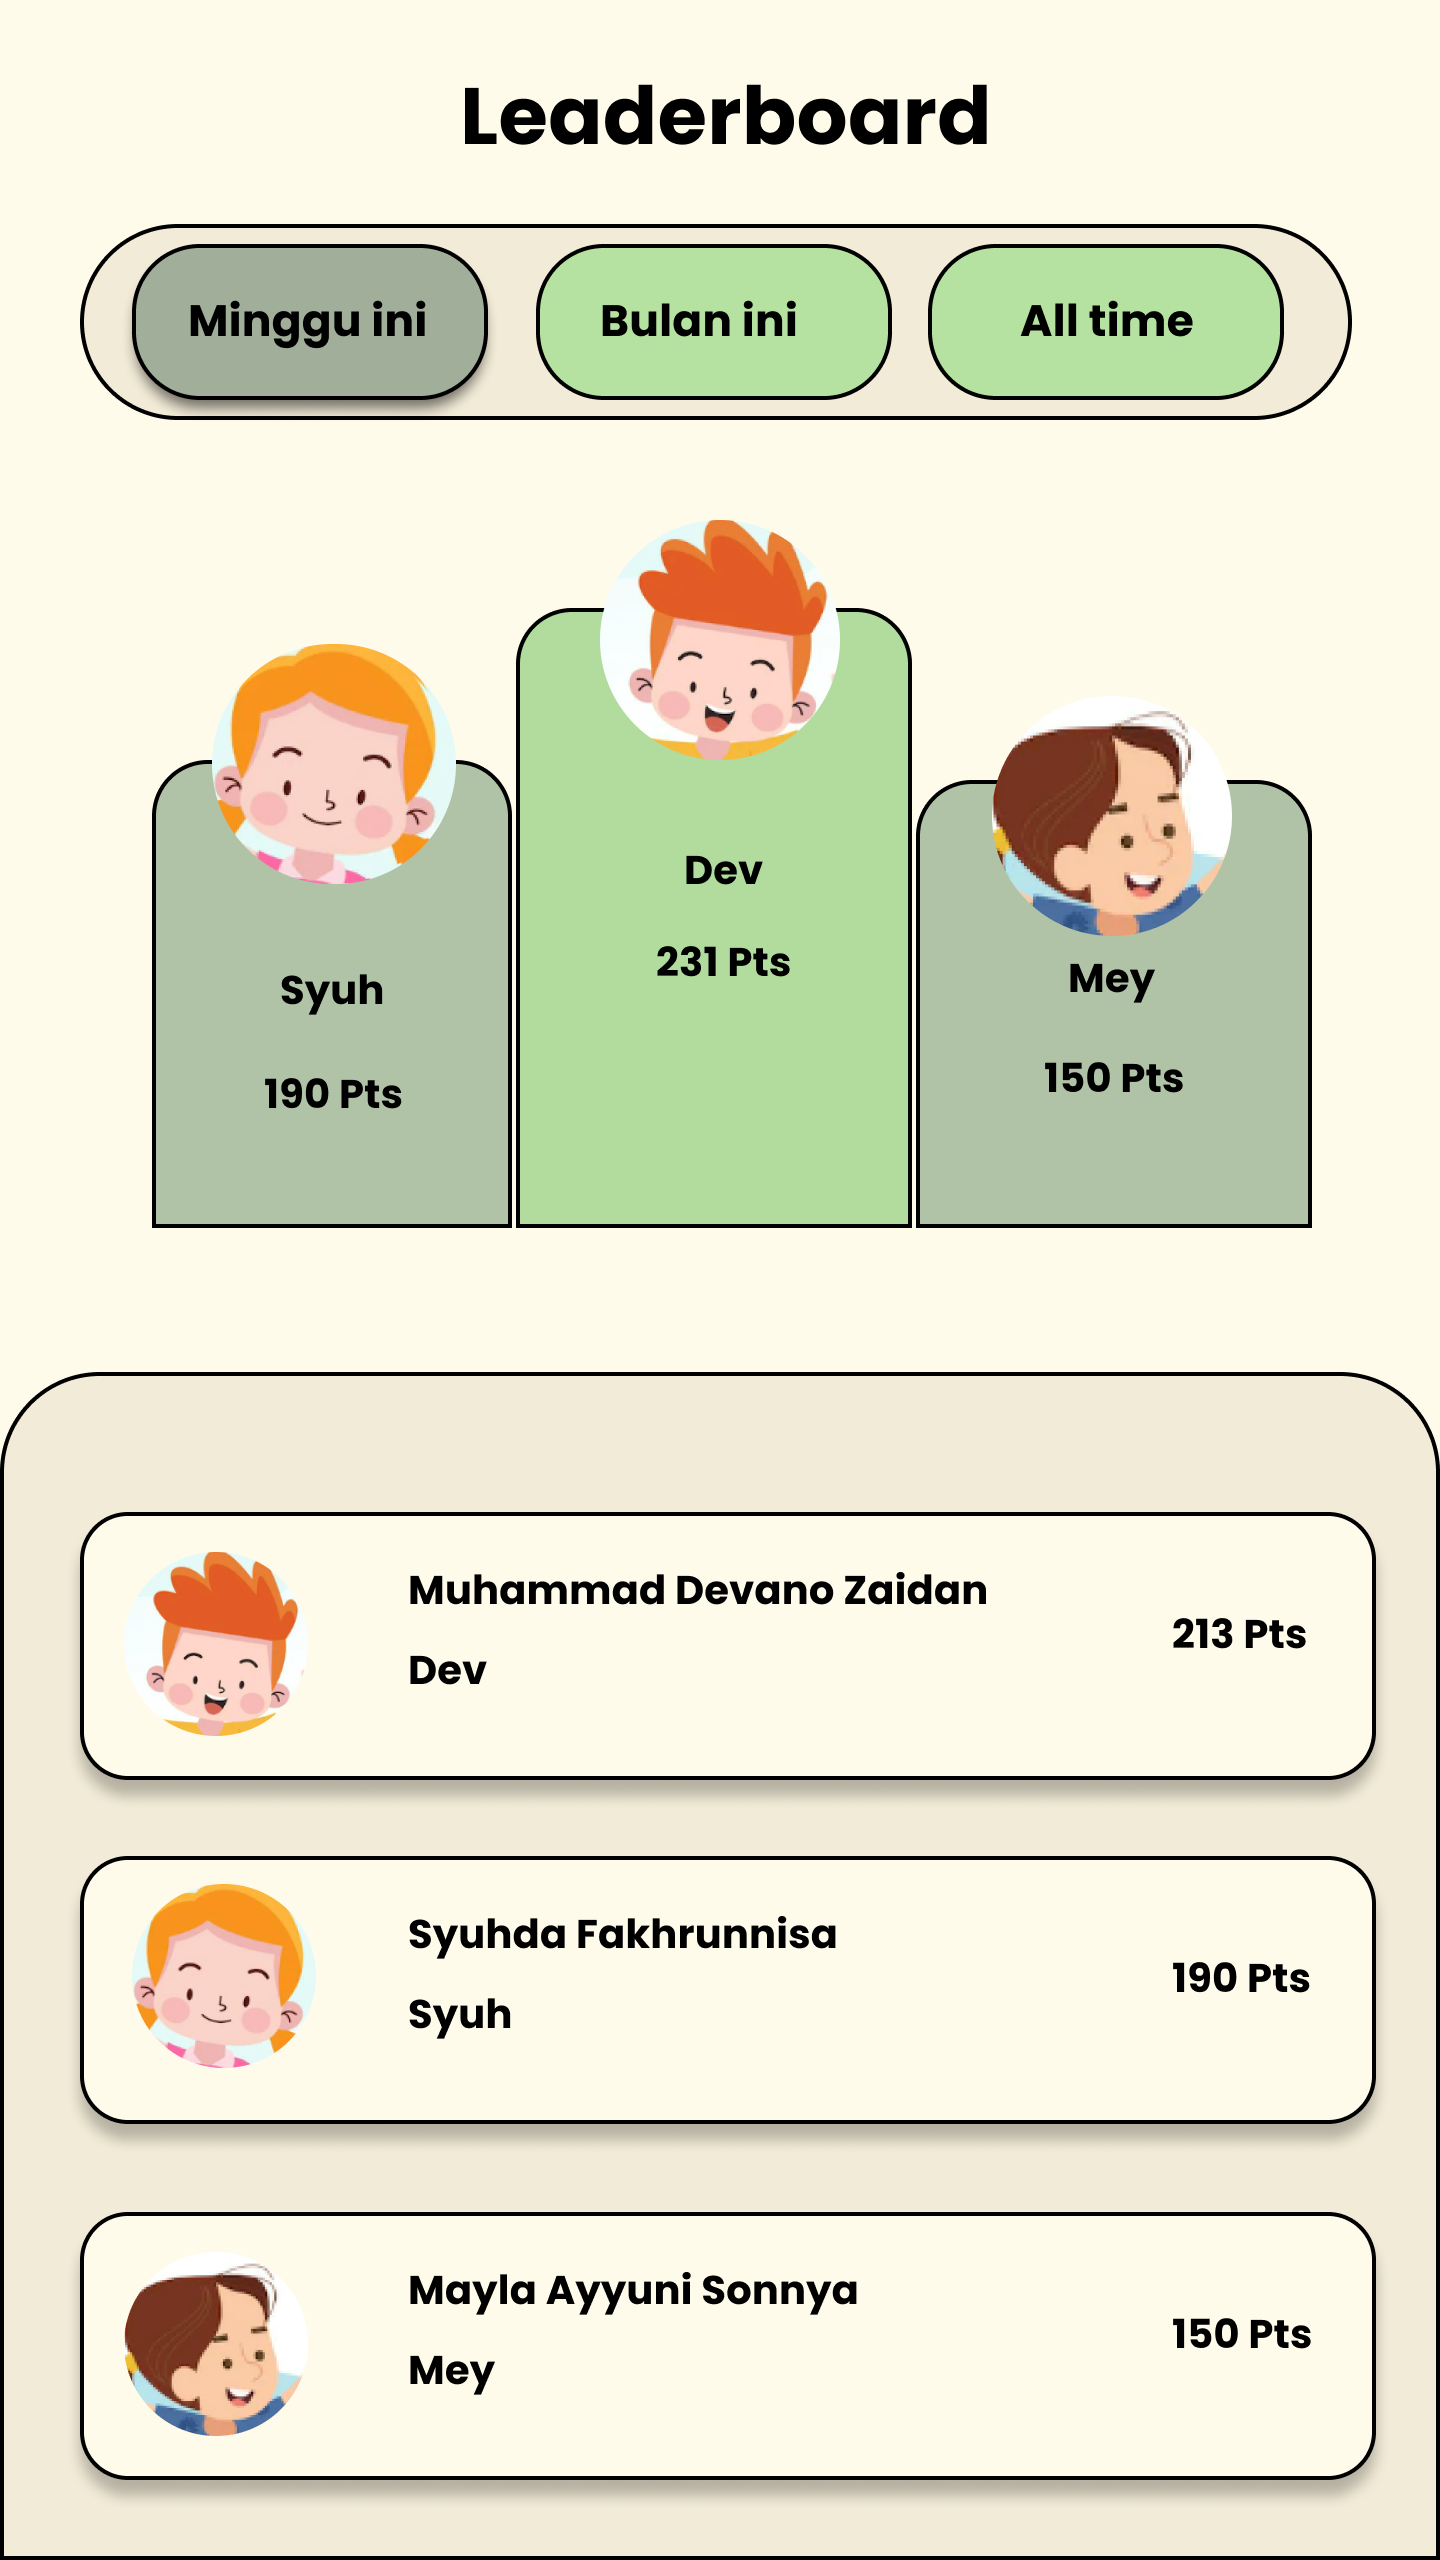 Leaderboard
Minggu ini
Bulan ini
All time
Dev
231 Pts
Syuh
190 Pts
Mey
150 Pts
Muhammad Devano Zaidan
Dev
213 Pts
Syuhda Fakhrunnisa
Syuh
190 Pts
Mayla Ayyuni Sonnya
Mey
150 Pts